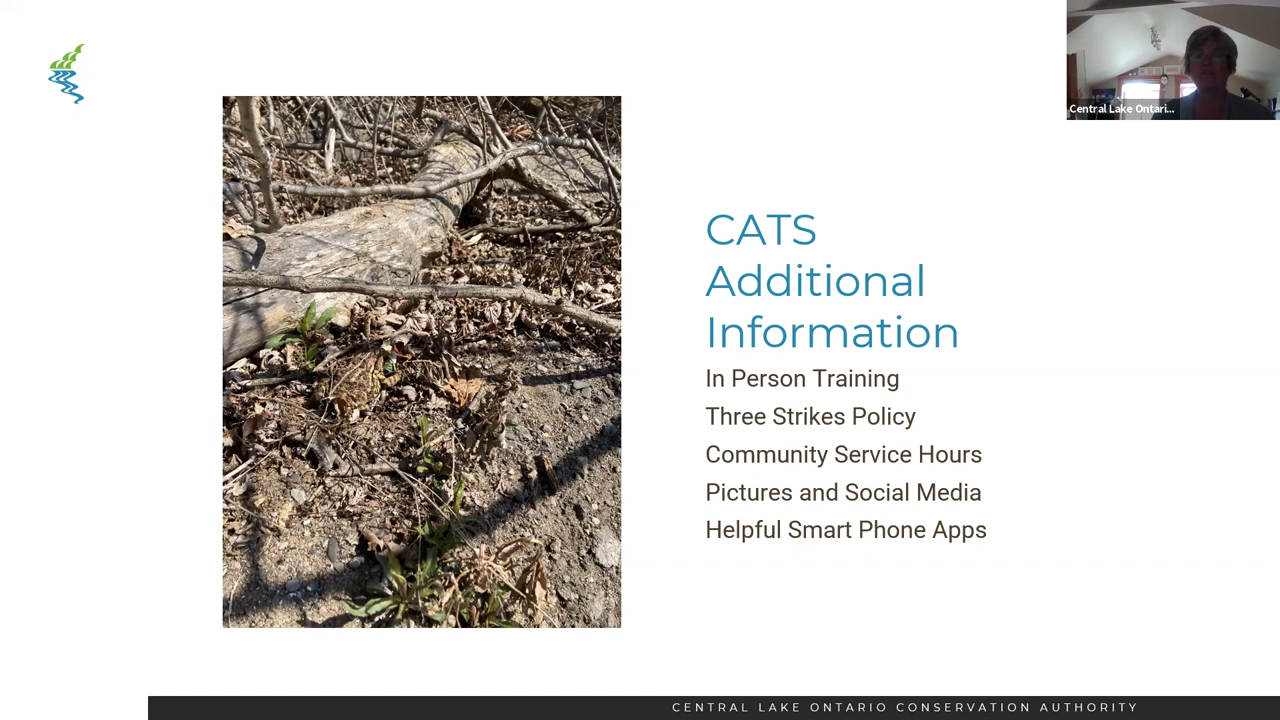 Central Lake Ontari...
CATS
Additional
Information
In Person Training
Three Strikes Policy
Community Service Hours
Pictures and Social Media
Helpful Smart Phone Apps
CENTRAL LAKE ONTARIO CONSERVATION AUTHORITY